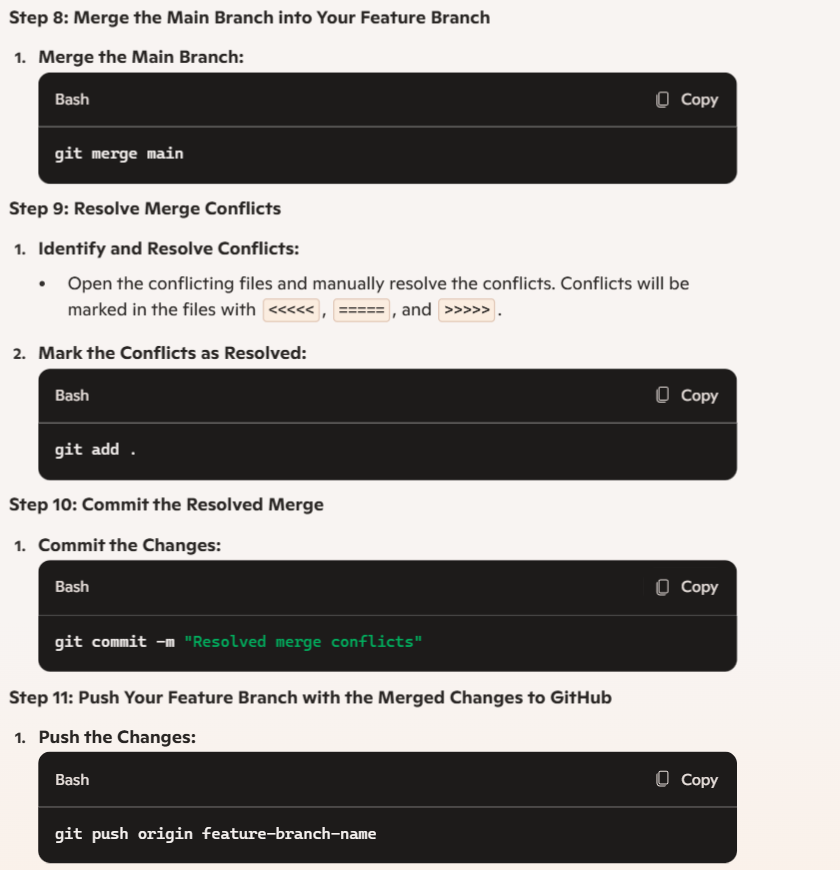 Step 8: Merge the Main Branch into Your Feature Branch
1. Merge the Main Branch:
Bash
Copy
git merge main
Step 9: Resolve Merge Conflicts
1. Identify and Resolve Conflicts:
• Open the conflicting files and manually resolve the conflicts. Conflicts will be
marked in the files with <<<<<, =====, and >>>>>.
2. Mark the Conflicts as Resolved:
Bash
Copy
git add .
Step 10: Commit the Resolved Merge
1. Commit the Changes:
Bash
Copy
git commit -m "Resolved merge conflicts"
Step 11: Push Your Feature Branch with the Merged Changes to GitHub
1. Push the Changes:
Bash
Copy
git push origin feature-branch-name